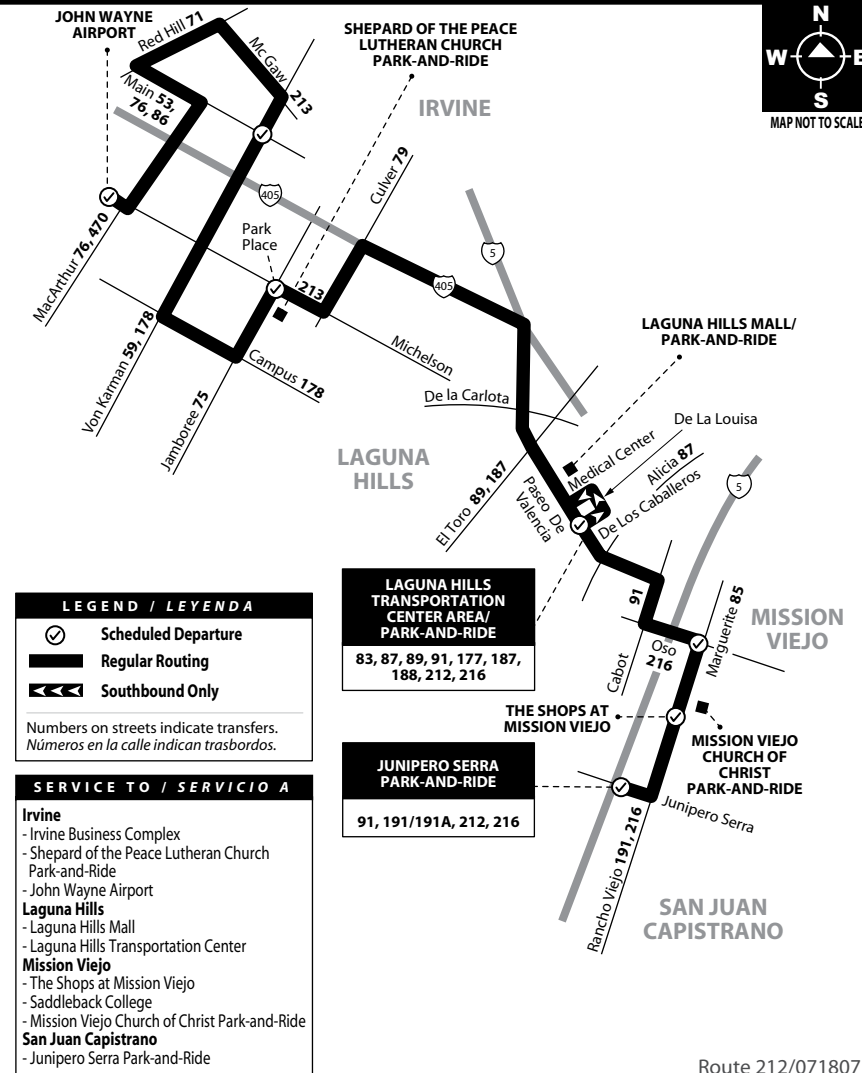 JOHN WAYNE
AIRPORT
Red Hill 71
Mc Gaw
213
SHEPARD OF THE PEACE
LUTHERAN CHURCH
PARK-AND-RIDE
N
W
E
S
MAP NOT TO SCALE
Main 53,
76, 86
IRVINE
405
Culver 79
Park
Place
5
MacArthur 76, 470
213
405
Michelson
LAGUNA HILLS MALL/
PARK-AND-RIDE
Von Karman 59, 178
Campus 178
Jamboree 75
De la Carlota
De La Louisa
LAGUNA
HILLS
Medical Center
Alicia 87
El Toro 89, 187
Paseo De
Valencia
De Los Caballeros
5
LEGEND / LEYENDA
Scheduled Departure
Regular Routing
Southbound Only
Numbers on streets indicate transfers.
Números en la calle indican trasbordos.
LAGUNA HILLS
TRANSPORTATION
CENTER AREA/
PARK-AND-RIDE
83, 87, 89, 91, 177, 187,
188, 212, 216
91
Marguerite 85
MISSION
VIEJO
Oso
216
Cabot
THE SHOPS AT
MISSION VIEJO
MISSION VIEJO
CHURCH OF
CHRIST
PARK-AND-RIDE
JUNIPERO SERRA
PARK-AND-RIDE
91, 191/191A, 212, 216
Junipero Serra
Rancho Viejo 191, 216
SAN JUAN
CAPISTRANO
SERVICE TO / SERVICIO A
Irvine
- Irvine Business Complex
- Shepard of the Peace Lutheran Church
Park-and-Ride
- John Wayne Airport
Laguna Hills
- Laguna Hills Mall
- Laguna Hills Transportation Center
Mission Viejo
- The Shops at Mission Viejo
- Saddleback College
- Mission Viejo Church of Christ Park-and-Ride
San Juan Capistrano
- Junipero Serra Park-and-Ride
Route 212/071807